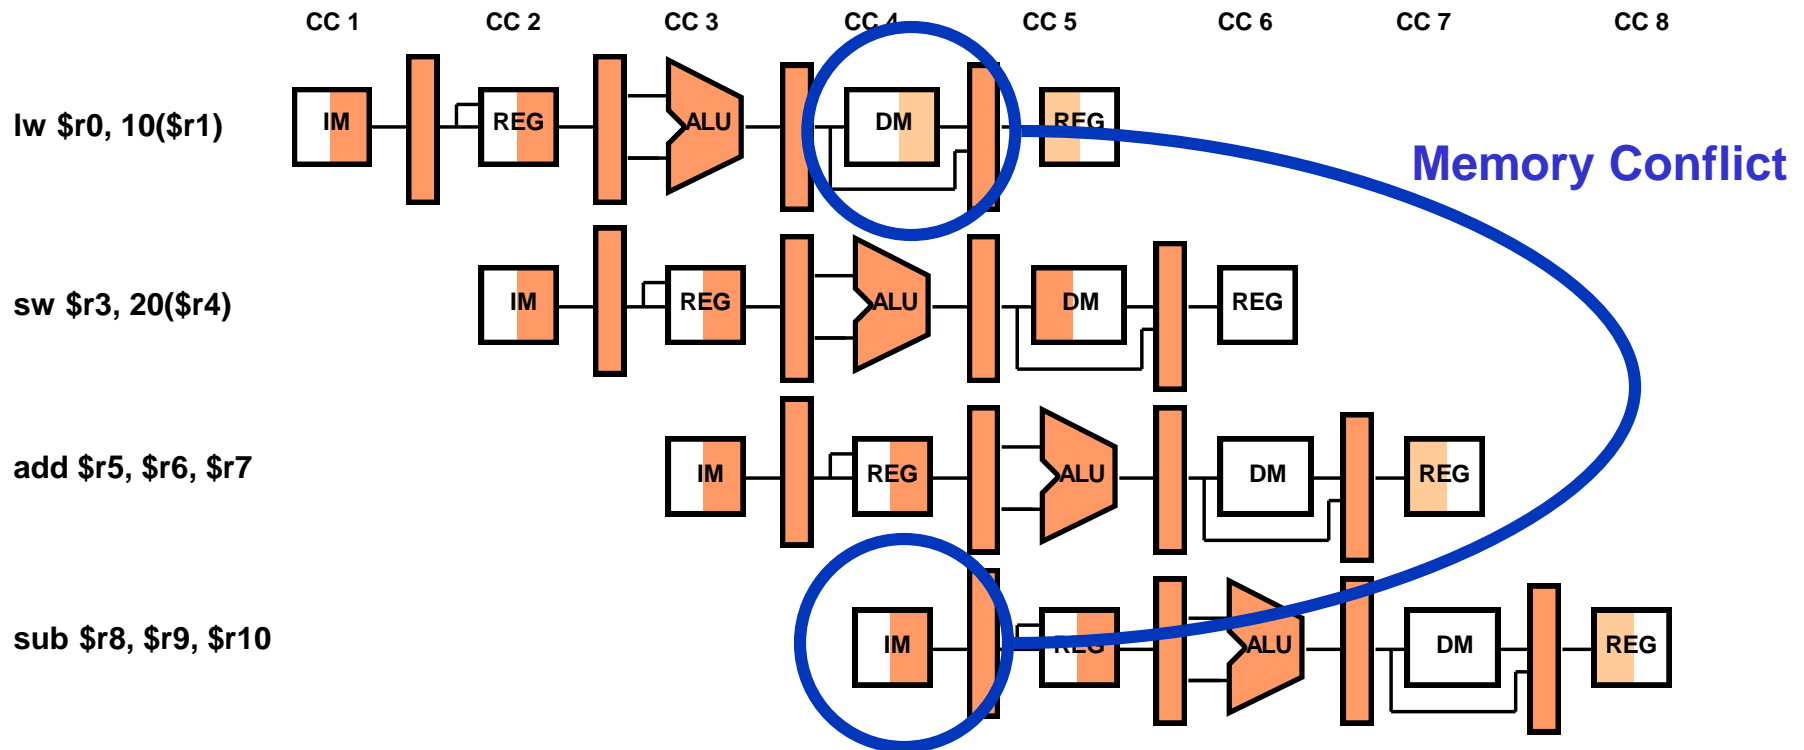 CC 1 CC 2 CC 3 CC 4 CC 5 CC 6 CC 7 CC 8
lw $r0, 10($r1) IM REG ALU DM REG
Memory Conflict
sw $r3, 20($r4) IM REG ALU DM REG
add $r5, $r6, $r7 IM REG ALU DM REG
sub $r8, $r9, $r10 IM REG ALU DM REG